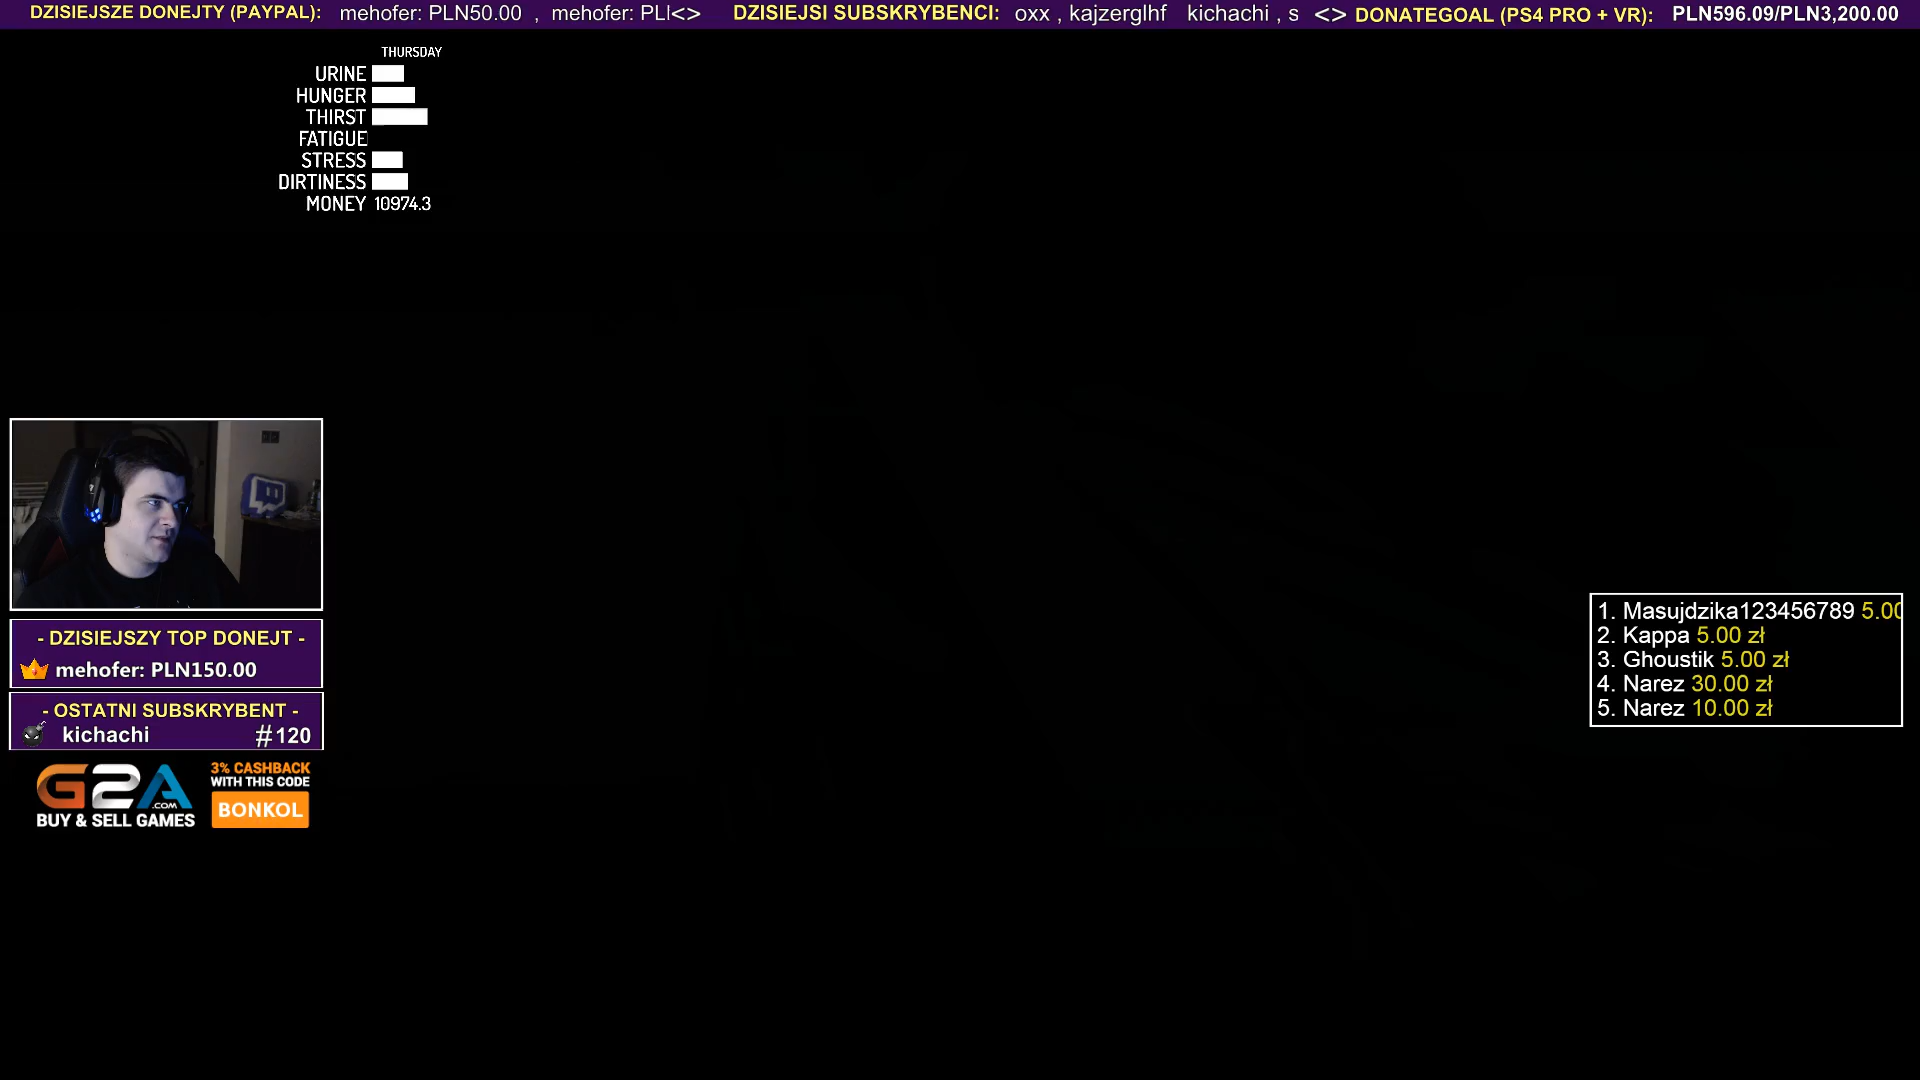 DZISIEJSZE DONEJTY (PAYPAL): mehofer: PLN50.00 , mehofer: PLI<> DZISIEJSI SUBSKRYBENCI: oxx , kajzerglhf kichachi , s <> DONATEGOAL (PS4 PRO + VR): PLN596.09/PLN3,200.00
THURSDAY
URINE
HUNGER
THIRST
FATIGUE
STRESS
DIRTINESS
MONEY 10974.3
1. Masujdzika123456789 5.00
2. Kappa 5.00 zł
3. Ghoustik 5.00 zł
4. Narez 30.00 zł
5. Narez 10.00 zł
- DZISIEJSZY TOP DONEJT -
mehofer: PLN150.00
- OSTATNI SUBSKRYBENT -
kichachi #120
G2A .COM
BUY & SELL GAMES
3% CASHBACK
WITH THIS CODE
BONKOL